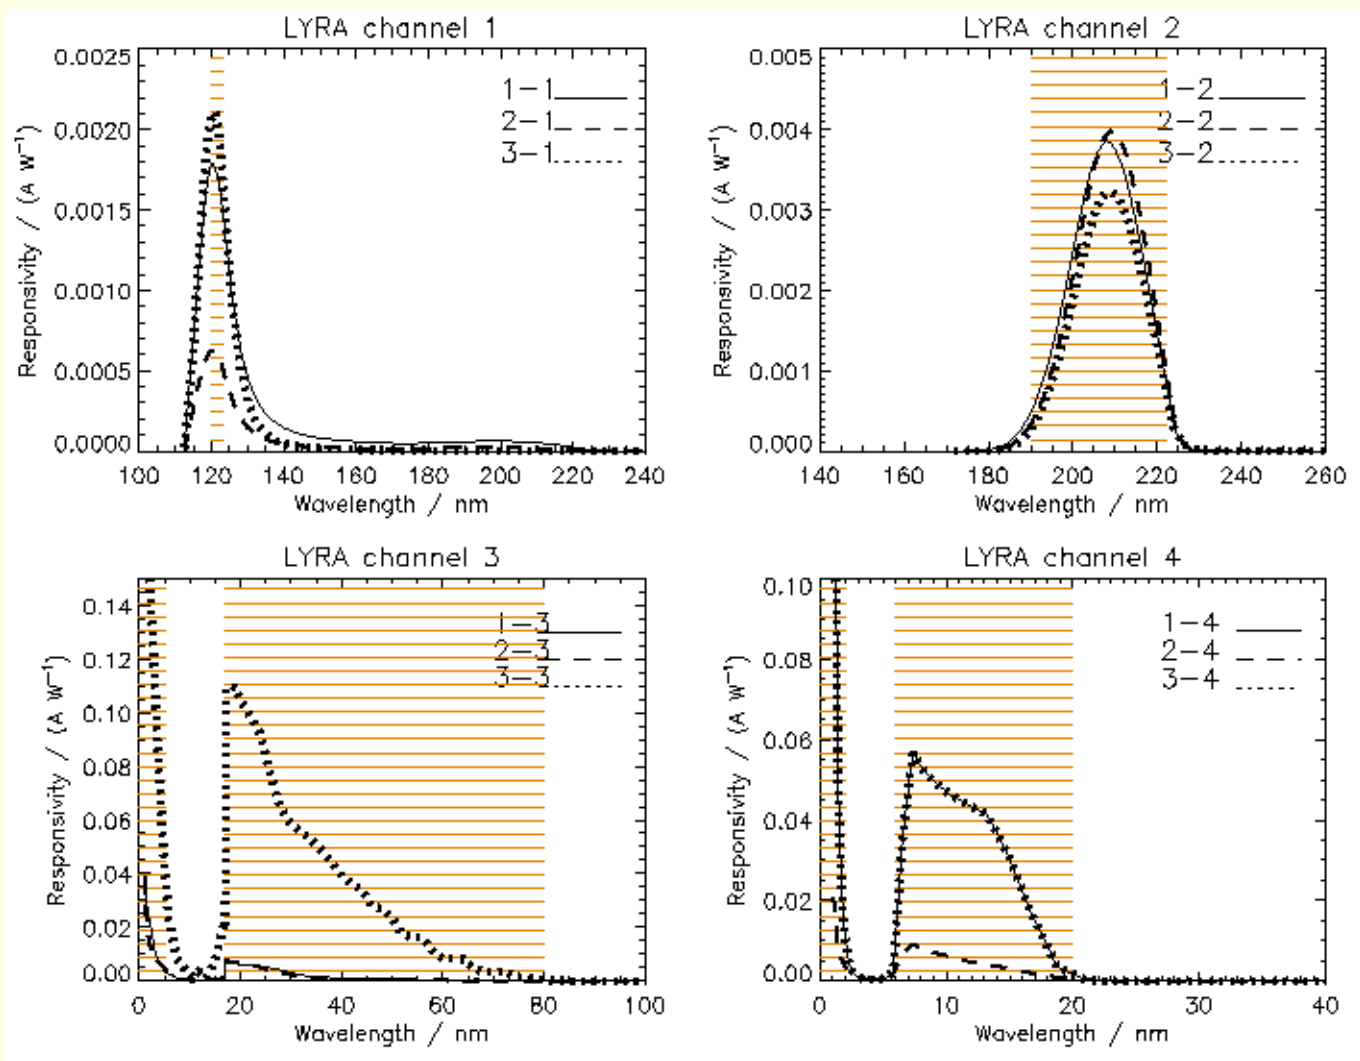 LYRA channel 1
0.0025
0.0020
0.0015
0.0010
0.0005
0.0000
Responsivity / (A W⁻¹)
1-1
2-1
3-1
100 120 140 160 180 200 220 240
Wavelength / nm
LYRA channel 2
0.005
0.004
0.003
0.002
0.001
0.000
Responsivity / (A W⁻¹)
1-2
2-2
3-2
140 160 180 200 220 240 260
Wavelength / nm
LYRA channel 3
0.14
0.12
0.10
0.08
0.06
0.04
0.02
0.00
Responsivity / (A W⁻¹)
1-3
2-3
3-3
0 20 40 60 80 100
Wavelength / nm
LYRA channel 4
0.10
0.08
0.06
0.04
0.02
0.00
Responsivity / (A W⁻¹)
1-4
2-4
3-4
0 10 20 30 40
Wavelength / nm